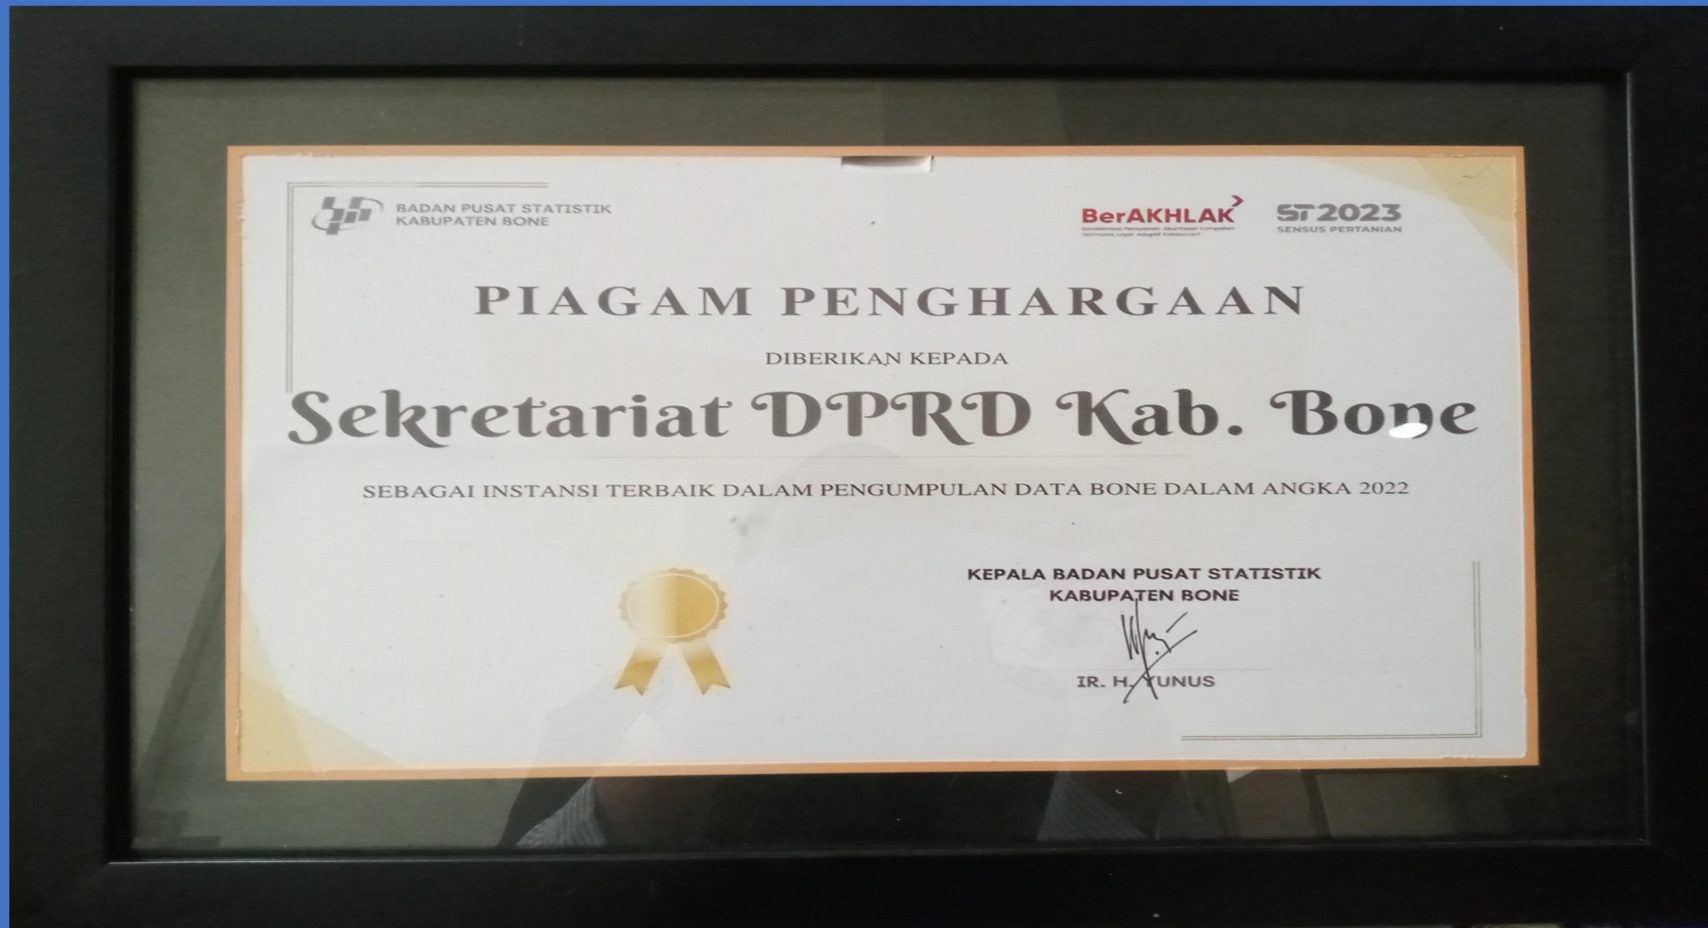 BADAN PUSAT STATISTIK
KABUPATEN BONE
BerAKHLAK
ST2023
SENSUS PERTANIAN
PIAGAM PENGHARGAAN
DIBERIKAN KEPADA
Sekretariat DPRD Kab. Bone
SEBAGAI INSTANSI TERBAIK DALAM PENGUMPULAN DATA BONE DALAM ANGKA 2022
KEPALA BADAN PUSAT STATISTIK
KABUPATEN BONE
IR. H. YUNUS